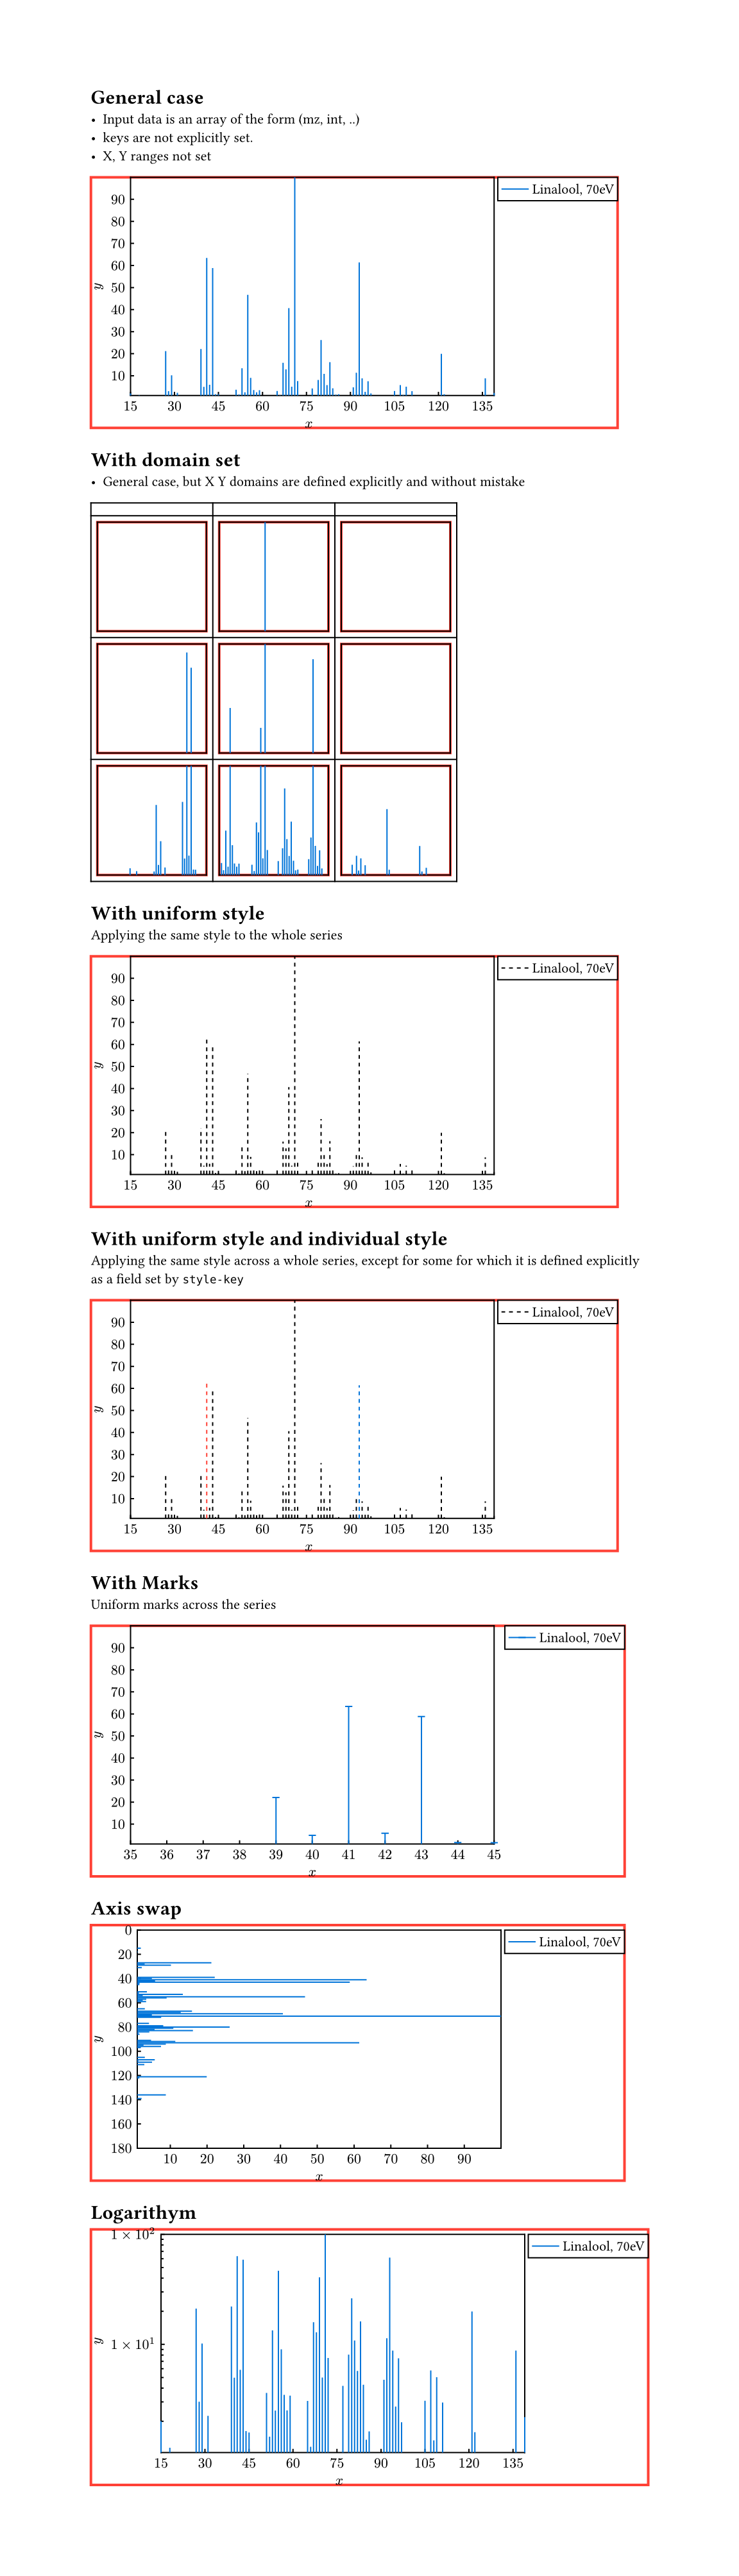 General case
• Input data is an array of the form (mz, int, ..)
• keys are not explicitly set.
• X, Y ranges not set
Linalool, 70eV
90
80
70
60
50
40
30
20
10
y
15 30 45 60 75 90 105 120 135
x
With domain set
• General case, but X Y domains are defined explicitly and without mistake
With uniform style
Applying the same style to the whole series
Linalool, 70eV
90
80
70
60
50
40
30
20
10
y
15 30 45 60 75 90 105 120 135
x
With uniform style and individual style
Applying the same style across a whole series, except for some for which it is defined explicitly
as a field set by style-key
Linalool, 70eV
90
80
70
60
50
40
30
20
10
y
15 30 45 60 75 90 105 120 135
x
With Marks
Uniform marks across the series
Linalool, 70eV
90
80
70
60
50
40
30
20
10
y
35 36 37 38 39 40 41 42 43 44 45
x
Axis swap
Linalool, 70eV
0
20
40
60
80
100
120
140
160
180
y
10 20 30 40 50 60 70 80 90
x
Logarithym
Linalool, 70eV
1 × 10²
1 × 10¹
y
15 30 45 60 75 90 105 120 135
x